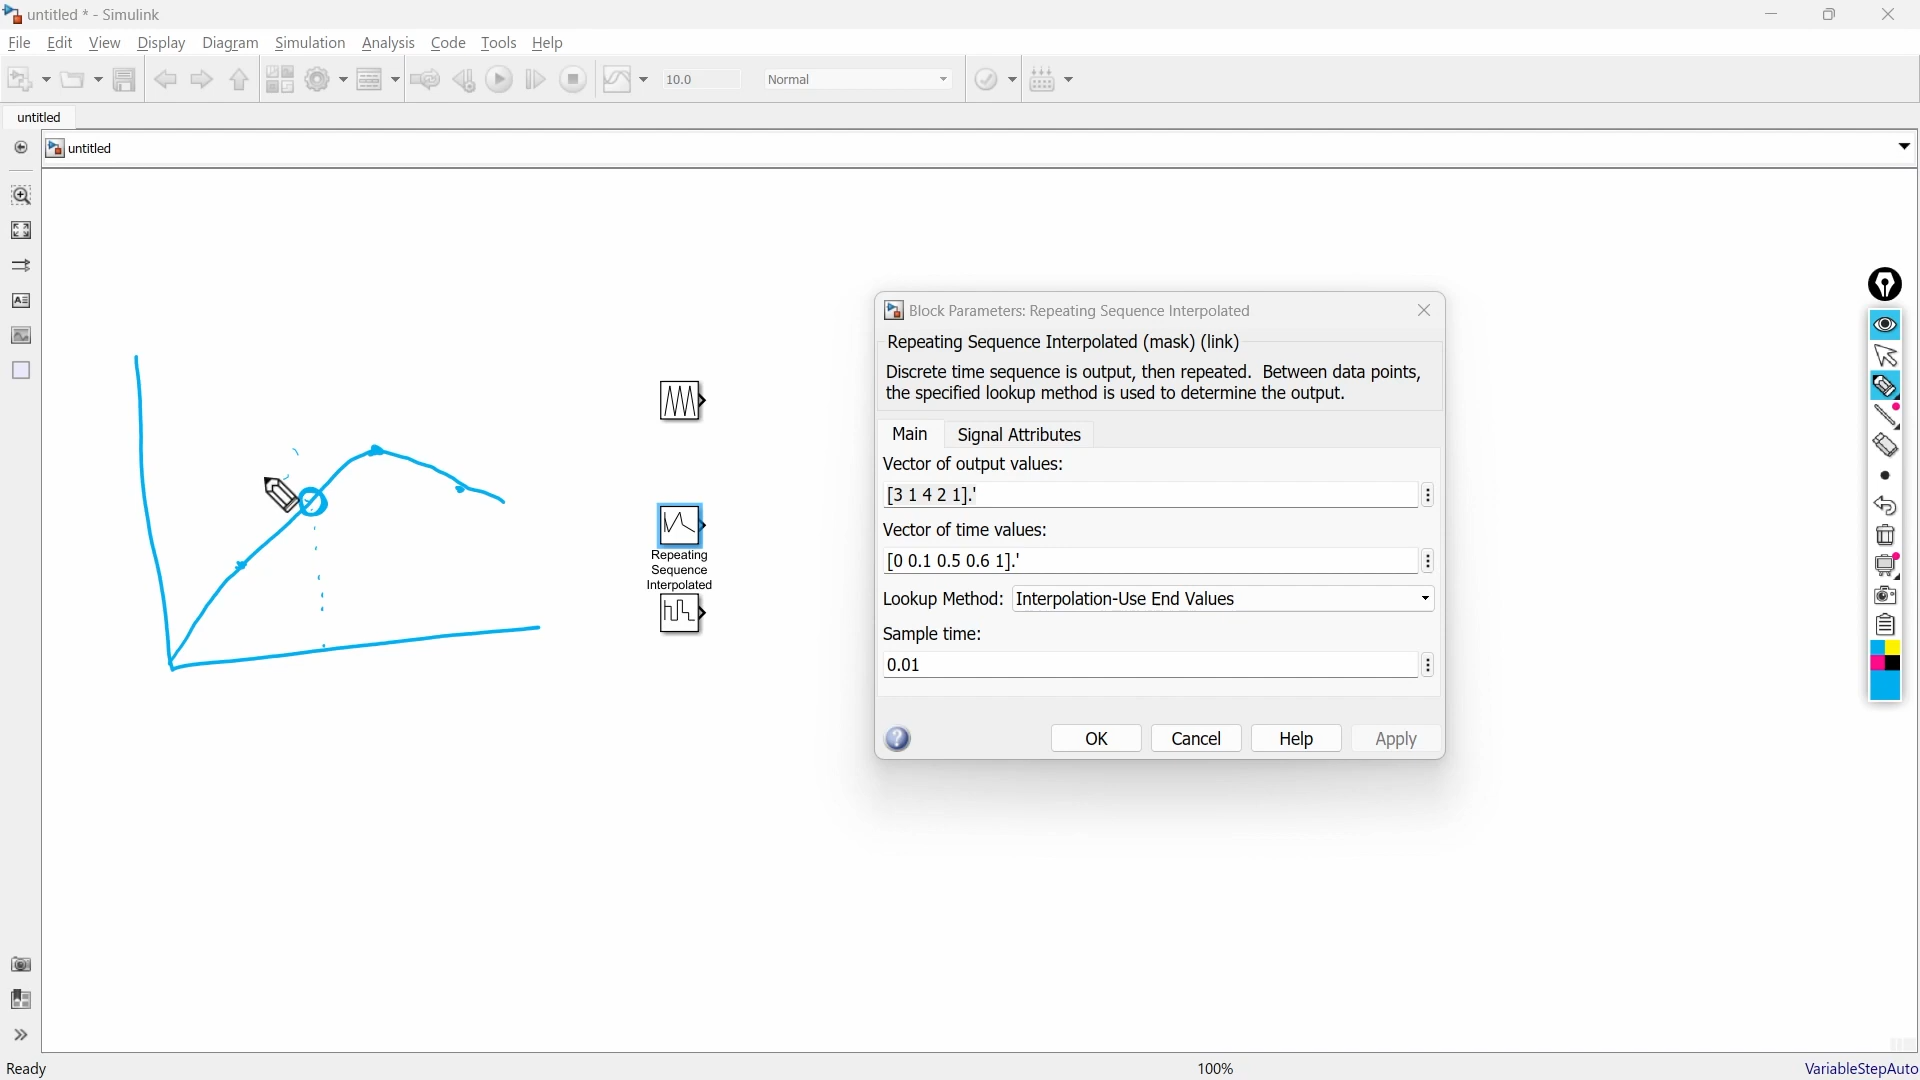 untitled * - Simulink
File Edit View Display Diagram Simulation Analysis Code Tools Help
10.0 Normal
untitled
untitled
Repeating
Sequence
Interpolated
Block Parameters: Repeating Sequence Interpolated
Repeating Sequence Interpolated (mask) (link)
Discrete time sequence is output, then repeated. Between data points,
the specified lookup method is used to determine the output.
Main Signal Attributes
Vector of output values:
[3 1 4 2 1].'
Vector of time values:
[0 0.1 0.5 0.6 1].'
Lookup Method: Interpolation-Use End Values
Sample time:
0.01
OK Cancel Help Apply
Ready 100% VariableStepAuto